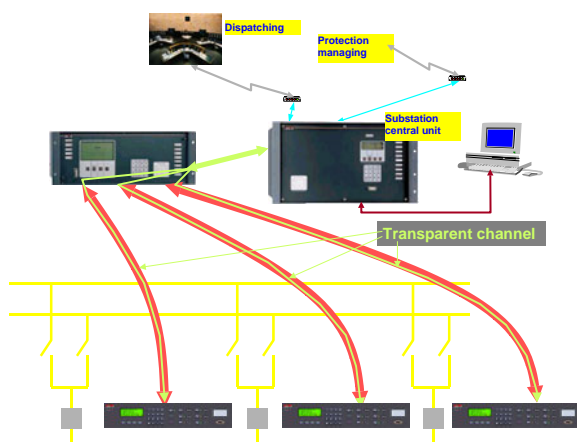 Dispatching
Protection
managing
Substation
central unit
Transparent channel